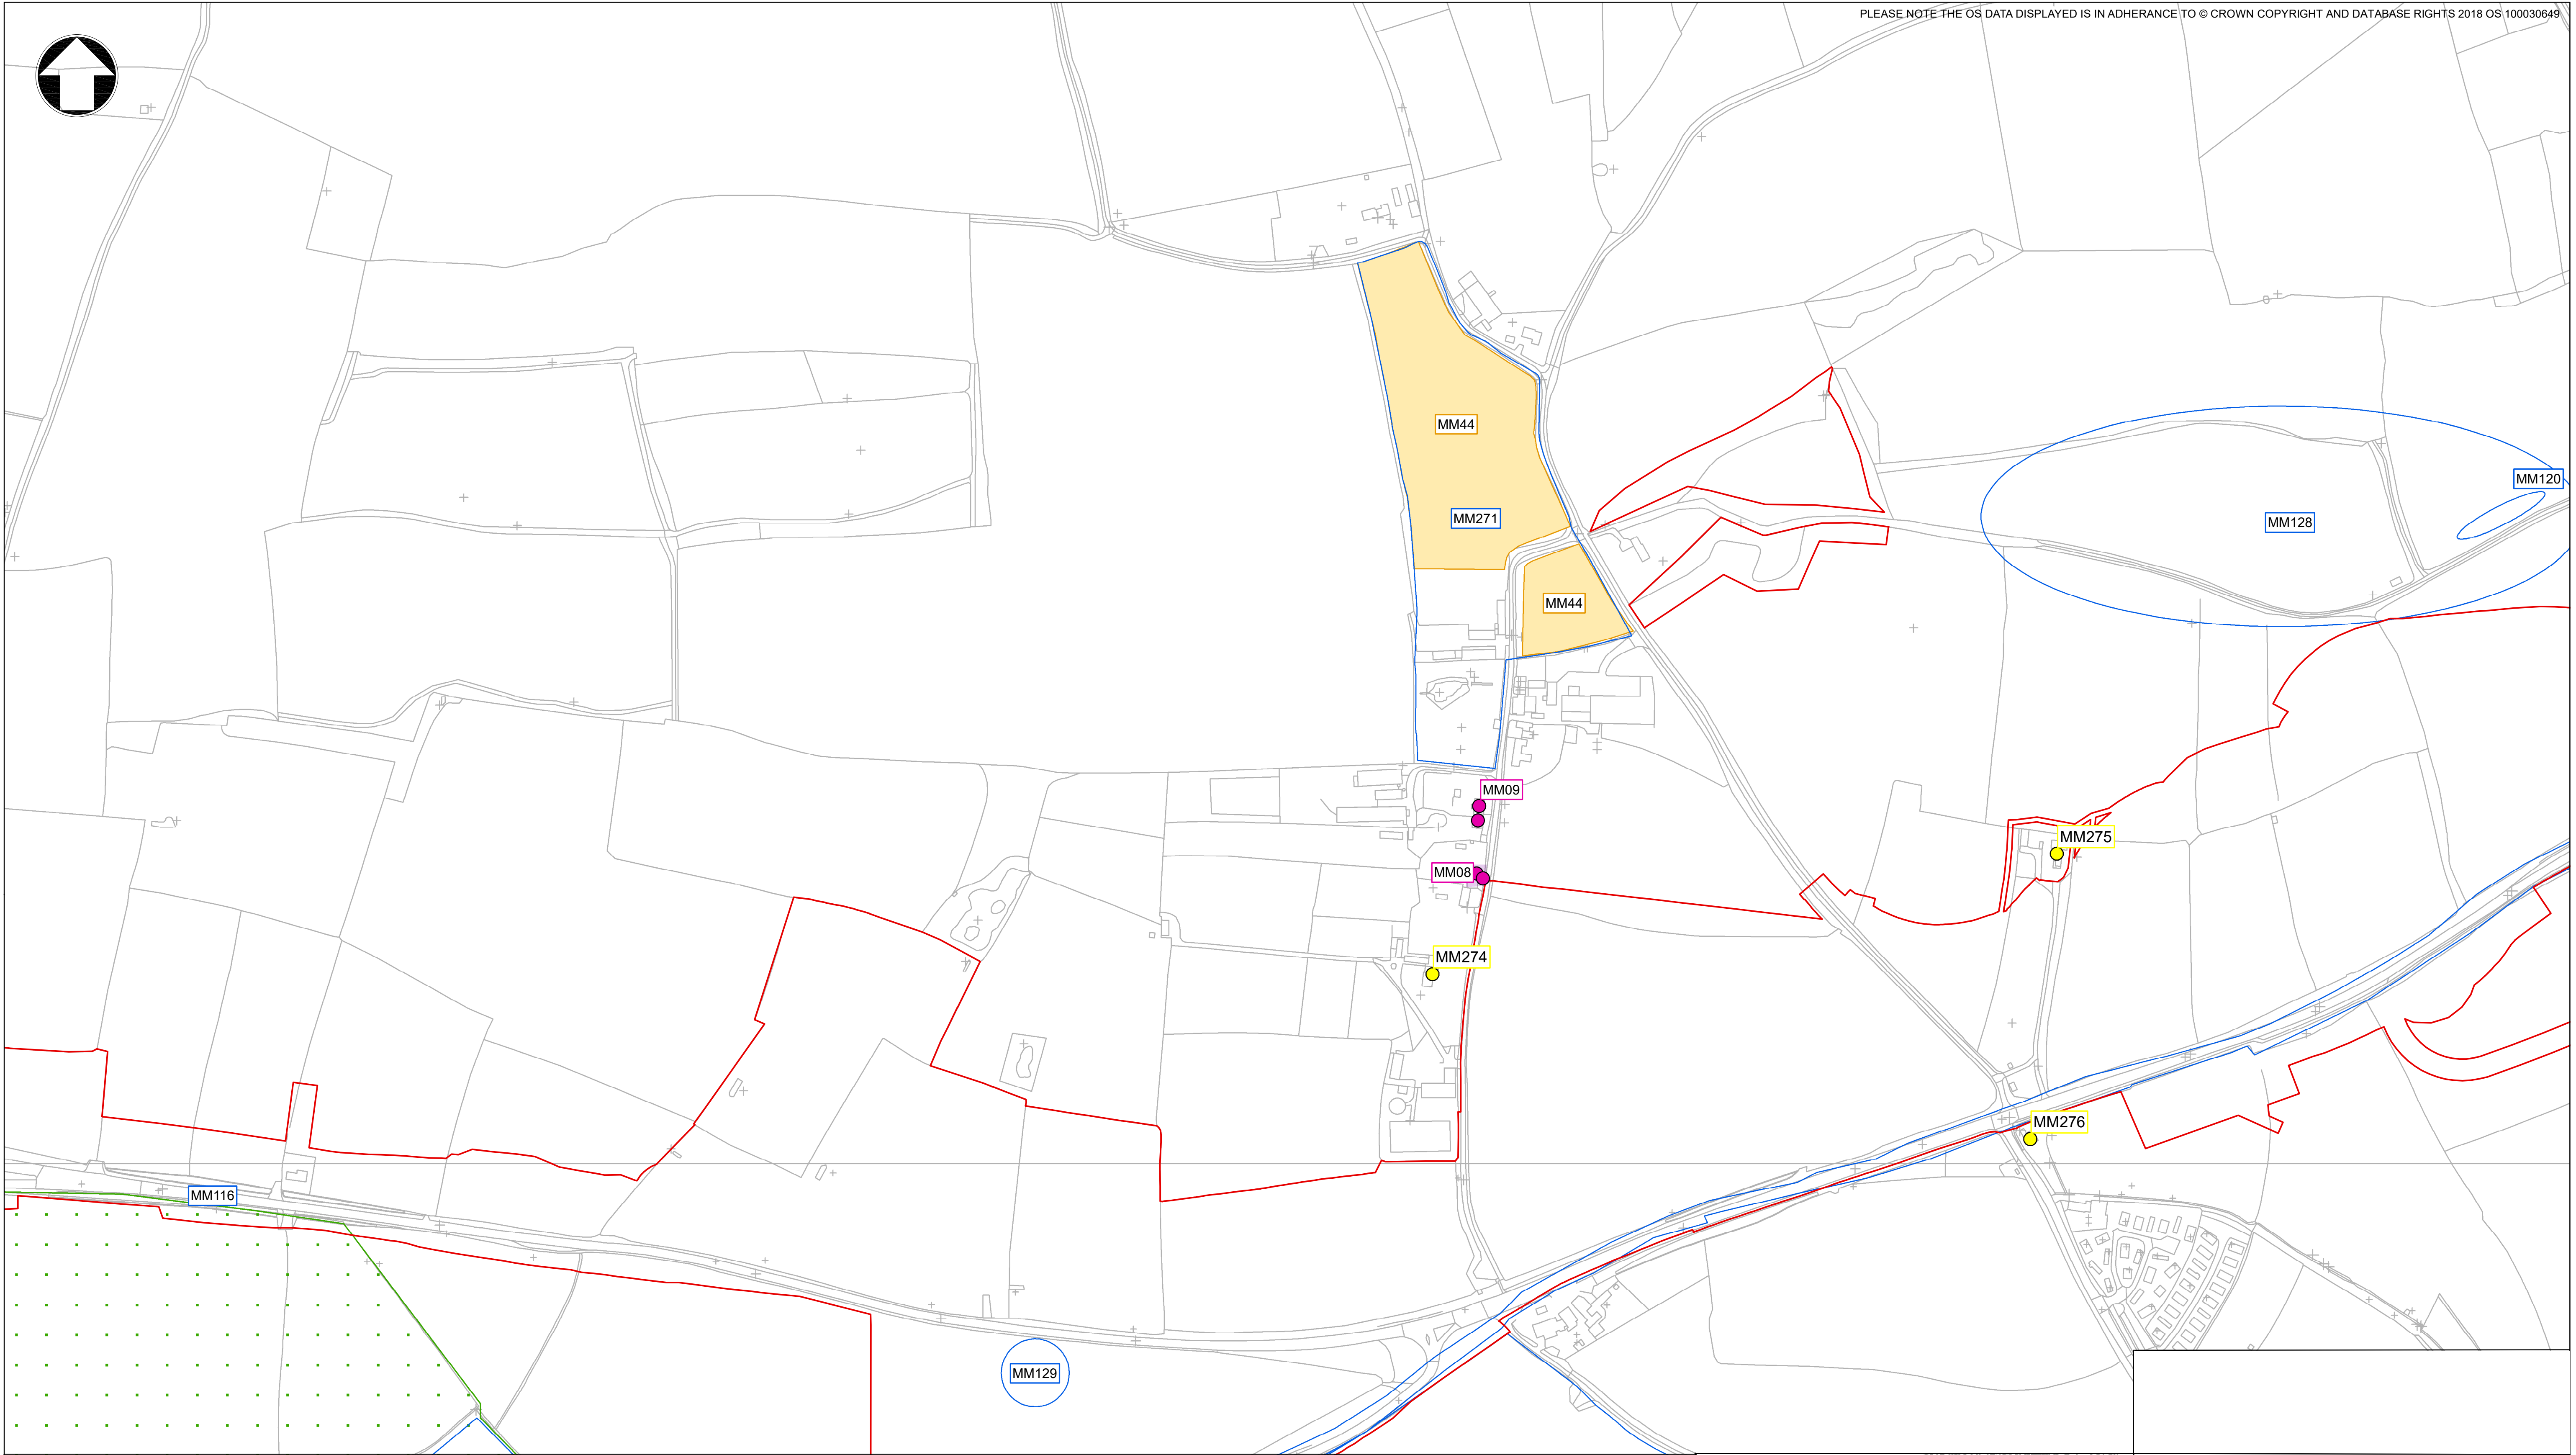 PLEASE NOTE THE OS DATA DISPLAYED IS IN ADHERANCE TO © CROWN COPYRIGHT AND DATABASE RIGHTS 2018 OS 100030649
MM44
MM120
MM271
MM128
MM44
MM09
MM275
MM08
MM274
MM276
MM116
MM129